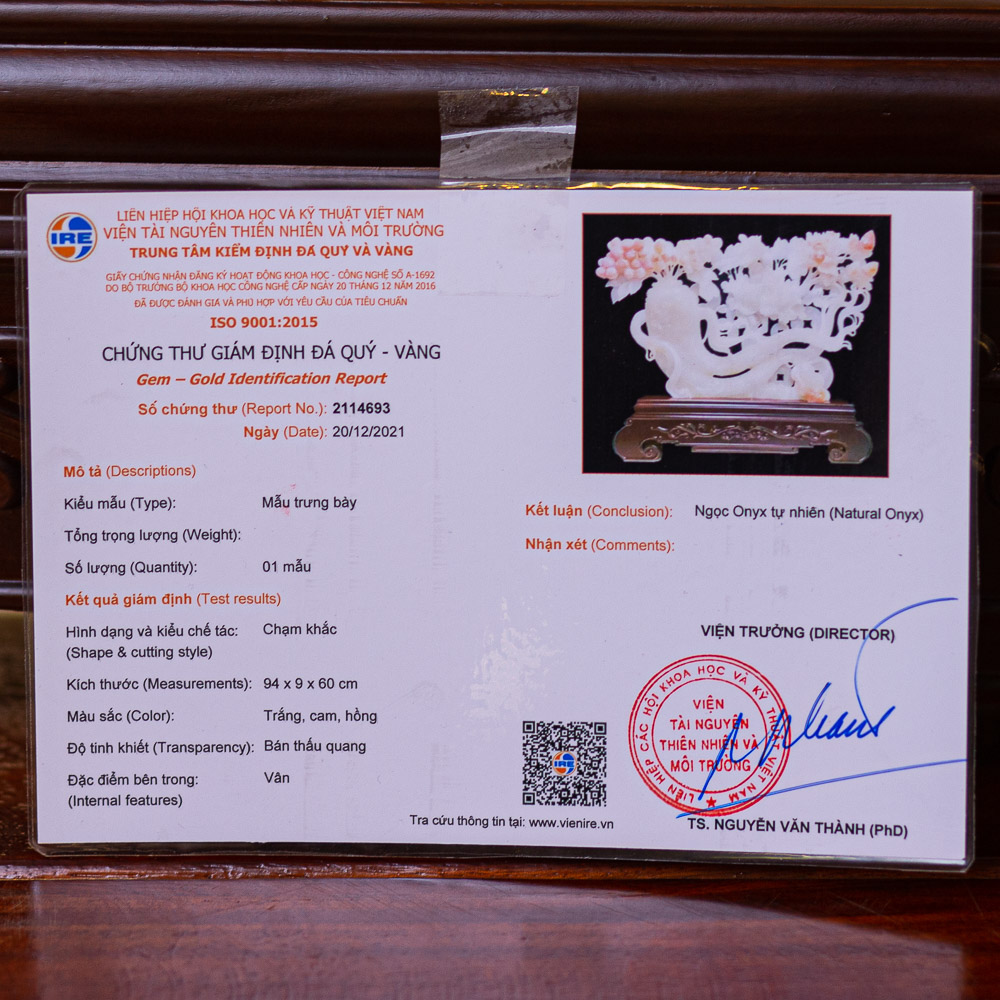 IRE
LIÊN HIỆP HỘI KHOA HỌC VÀ KỸ THUẬT VIỆT NAM
VIỆN TÀI NGUYÊN THIÊN NHIÊN VÀ MÔI TRƯỜNG
TRUNG TÂM KIỂM ĐỊNH ĐÁ QUÝ VÀ VÀNG
GIẤY CHỨNG NHẬN ĐĂNG KÝ HOẠT ĐỘNG KHOA HỌC - CÔNG NGHỆ SỐ A-1692
DO BỘ TRƯỞNG BỘ KHOA HỌC CÔNG NGHỆ CẤP NGÀY 20 THÁNG 12 NĂM 2016
ĐÃ ĐƯỢC ĐÁNH GIÁ VÀ PHÙ HỢP VỚI YÊU CẦU CỦA TIÊU CHUẨN
ISO 9001:2015
CHỨNG THƯ GIÁM ĐỊNH ĐÁ QUÝ - VÀNG
Gem – Gold Identification Report
Số chứng thư (Report No.): 2114693
Ngày (Date): 20/12/2021
Mô tả (Descriptions)
Kiểu mẫu (Type): Mẫu trưng bày
Tổng trọng lượng (Weight):
Số lượng (Quantity): 01 mẫu
Kết quả giám định (Test results)
Hình dạng và kiểu chế tác: Chạm khắc
(Shape & cutting style)
Kích thước (Measurements): 94 x 9 x 60 cm
Màu sắc (Color): Trắng, cam, hồng
Độ tinh khiết (Transparency): Bán thấu quang
Đặc điểm bên trong: Vân
(Internal features)
Kết luận (Conclusion): Ngọc Onyx tự nhiên (Natural Onyx)
Nhận xét (Comments):
VIỆN TRƯỞNG (DIRECTOR)
LIÊN HIỆP CÁC HỘI KHOA HỌC VÀ KỸ THUẬT VIỆT NAM
VIỆN
TÀI NGUYÊN
THIÊN NHIÊN VÀ
MÔI TRƯỜNG
IRE
Tra cứu thông tin tại: www.vienire.vn
TS. NGUYỄN VĂN THÀNH (PhD)